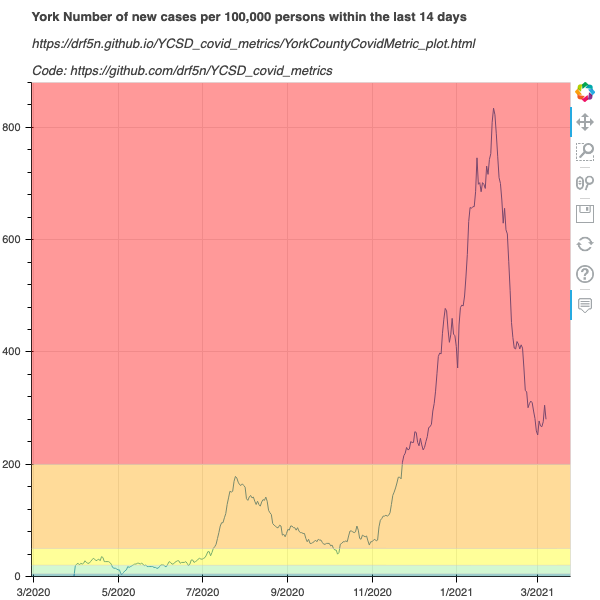 York Number of new cases per 100,000 persons within the last 14 days
https://drf5n.github.io/YCSD_covid_metrics/YorkCountyCovidMetric_plot.html
Code: https://github.com/drf5n/YCSD_covid_metrics
800
600
400
200
0
3/2020 5/2020 7/2020 9/2020 11/2020 1/2021 3/2021